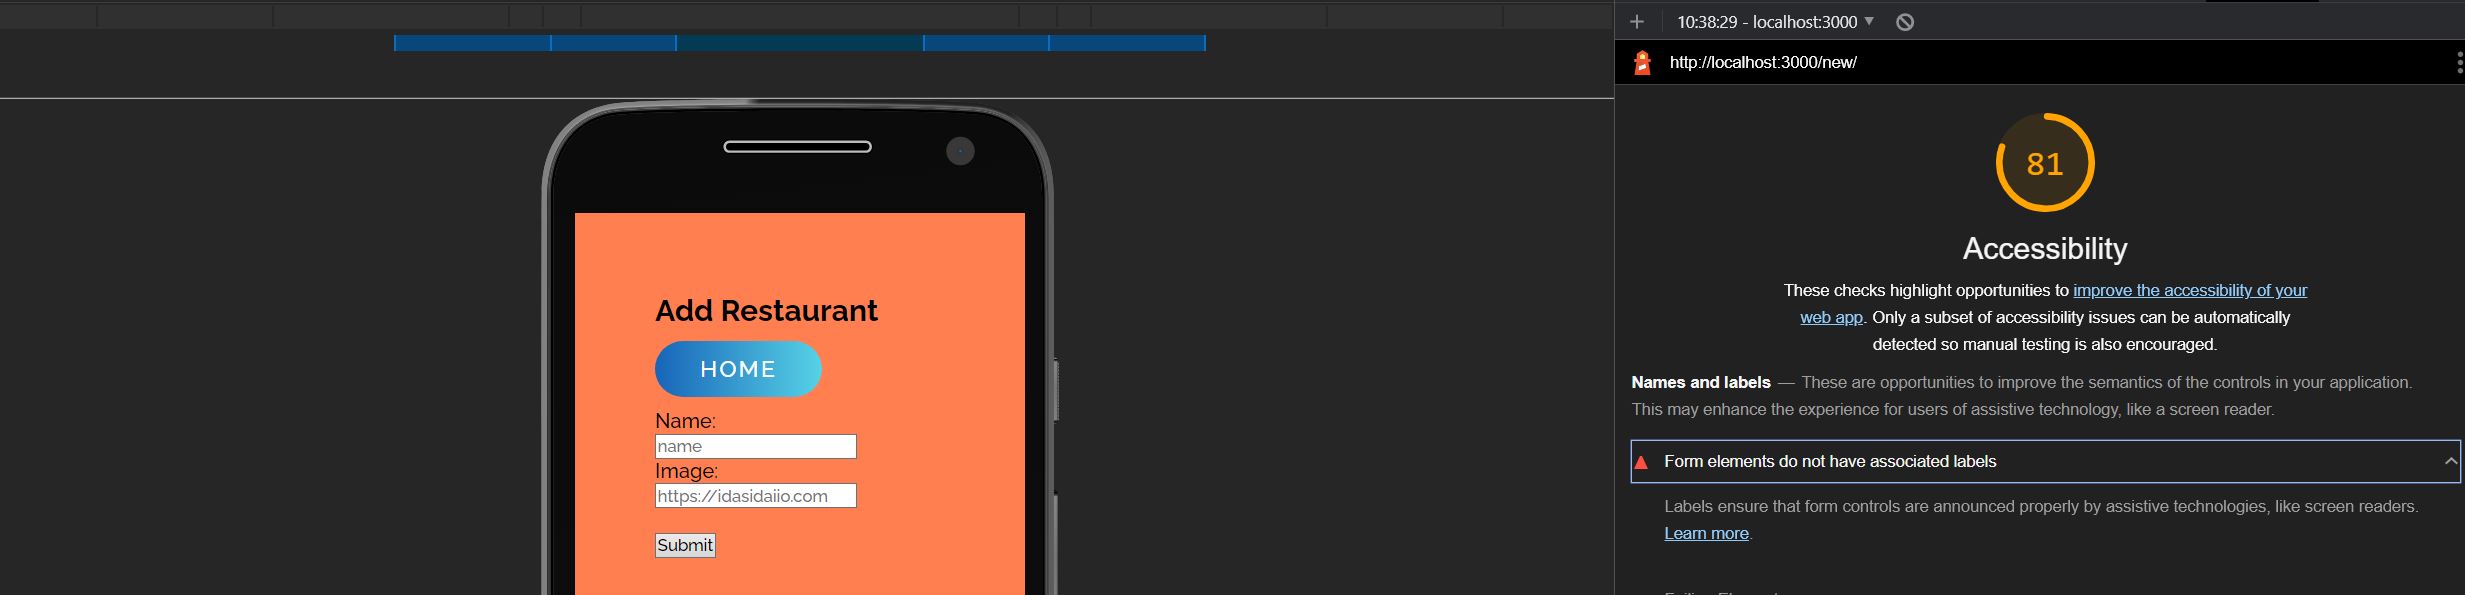 10:38:29 - localhost:3000
http://localhost:3000/new/
81
Accessibility
These checks highlight opportunities to improve the accessibility of your
web app. Only a subset of accessibility issues can be automatically
detected so manual testing is also encouraged.
Names and labels — These are opportunities to improve the semantics of the controls in your application.
This may enhance the experience for users of assistive technology, like a screen reader.
Form elements do not have associated labels
Labels ensure that form controls are announced properly by assistive technologies, like screen readers.
Learn more.
Add Restaurant
HOME
Name:
name
Image:
https://idasidaiio.com
Submit